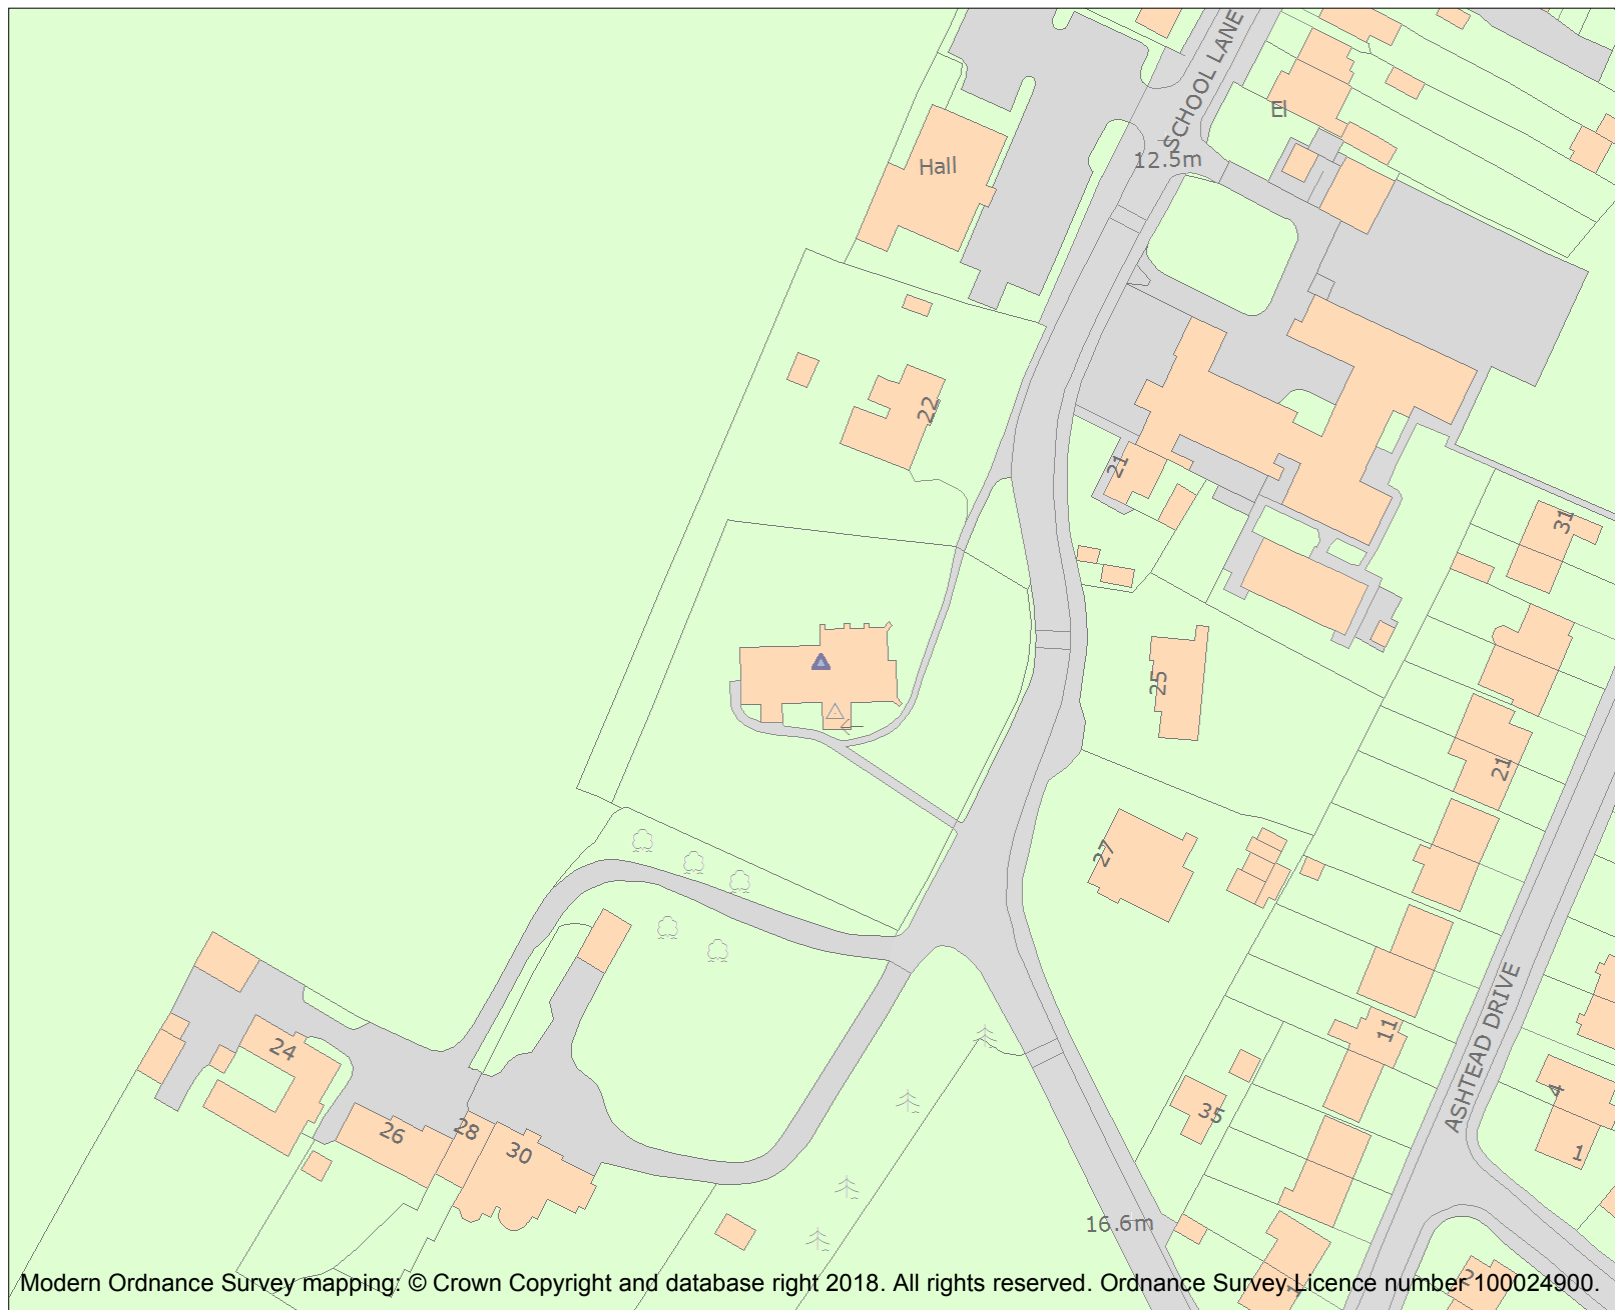 SCHOOL LANE
El
12.5m
Hall
22
21
31
25
21
27
11
ASHTEAD DRIVE
24
26
28
30
35
4
1
16.6m
2
1
Modern Ordnance Survey mapping: © Crown Copyright and database right 2018. All rights reserved. Ordnance Survey Licence number 100024900.